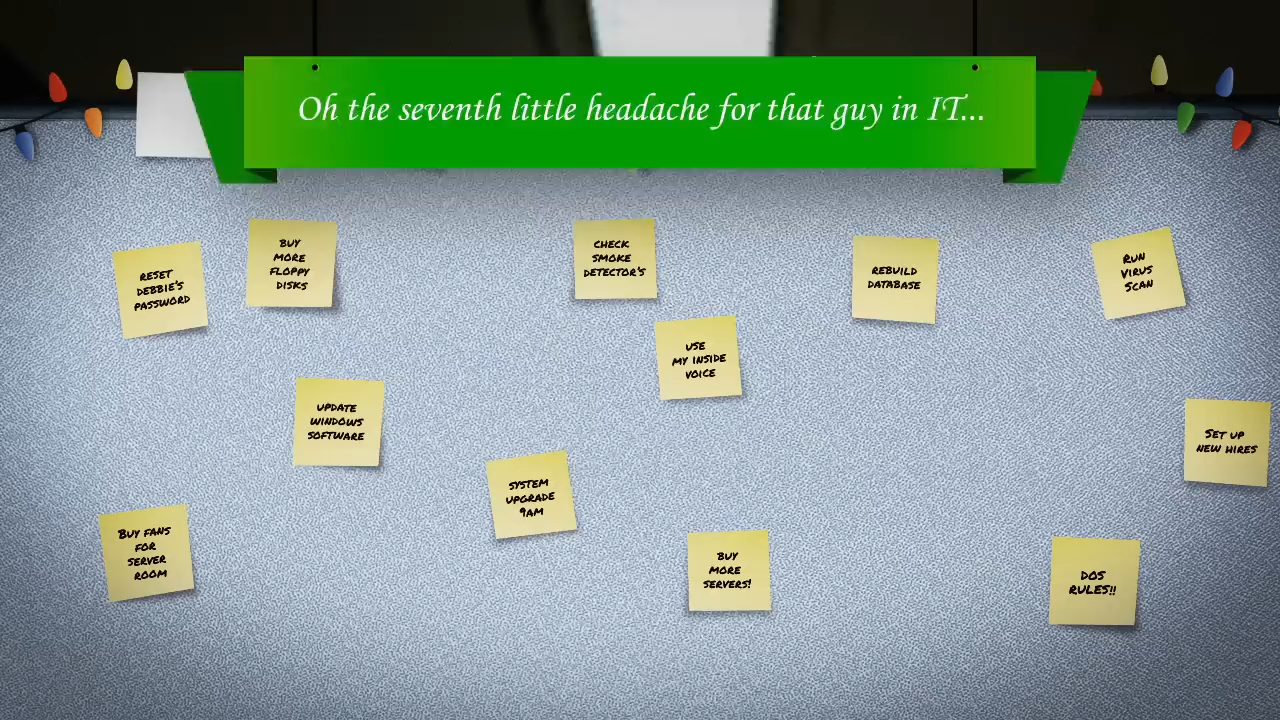 Oh the seventh little headache for that guy in IT...
RESET
DEBBIE'S
PASSWORD
BUY
MORE
FLOPPY
DISKS
CHECK
SMOKE
DETECTOR'S
REBUILD
DATABASE
RUN
VIRUS
SCAN
USE
MY INSIDE
VOICE
UPDATE
WINDOWS
SOFTWARE
SET UP
NEW HIRES
SYSTEM
UPGRADE
9AM
BUY FANS
FOR
SERVER
ROOM
BUY
MORE
SERVERS!
DOS
RULES!!